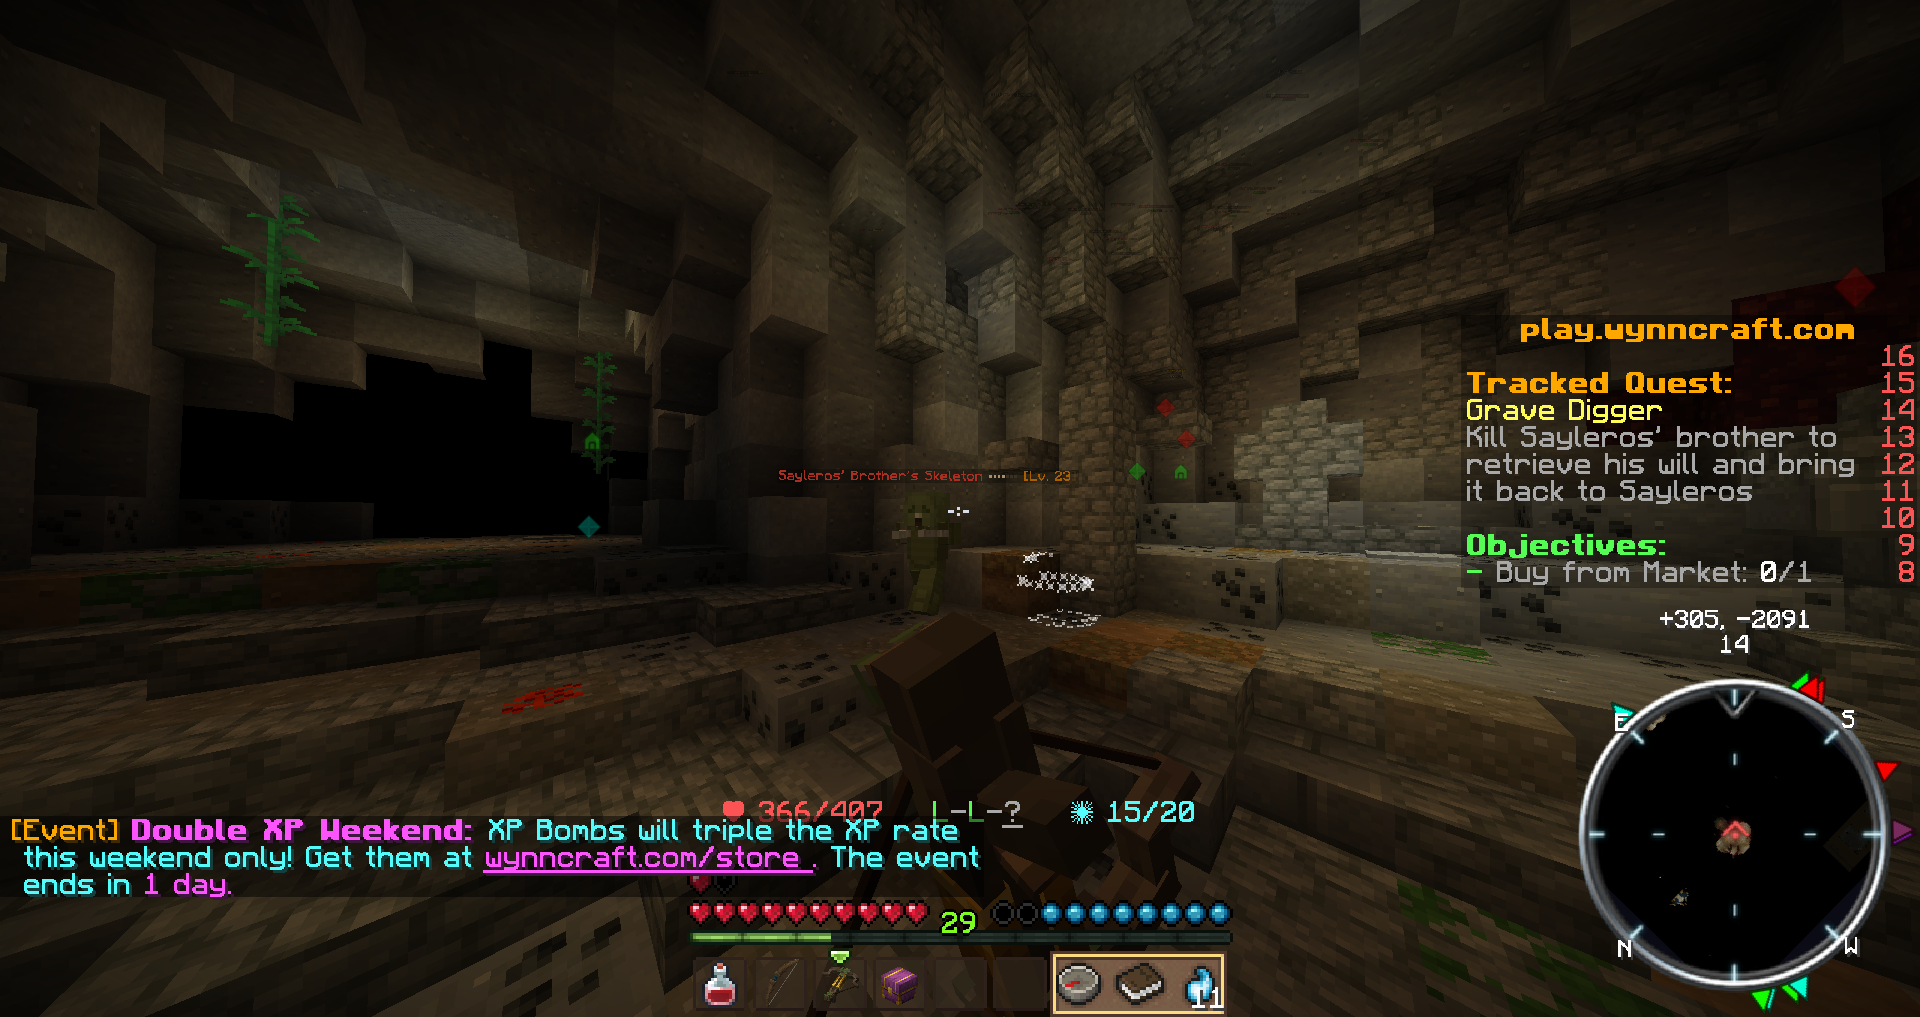 Sayleros' Brother's Skeleton [Lv. 23
play.wynncraft.com
16
Tracked Quest: 15
Grave Digger 14
Kill Sayleros' brother to 13
retrieve his will and bring 12
it back to Sayleros 11
10
Objectives: 9
- Buy from Market: 0/1 8
+305, -2091
14
E S
N W
366/407 L-L-? 15/20
[Event] Double XP Weekend: XP Bombs will triple the XP rate
this weekend only! Get them at wynncraft.com/store . The event
ends in 1 day.
29
11